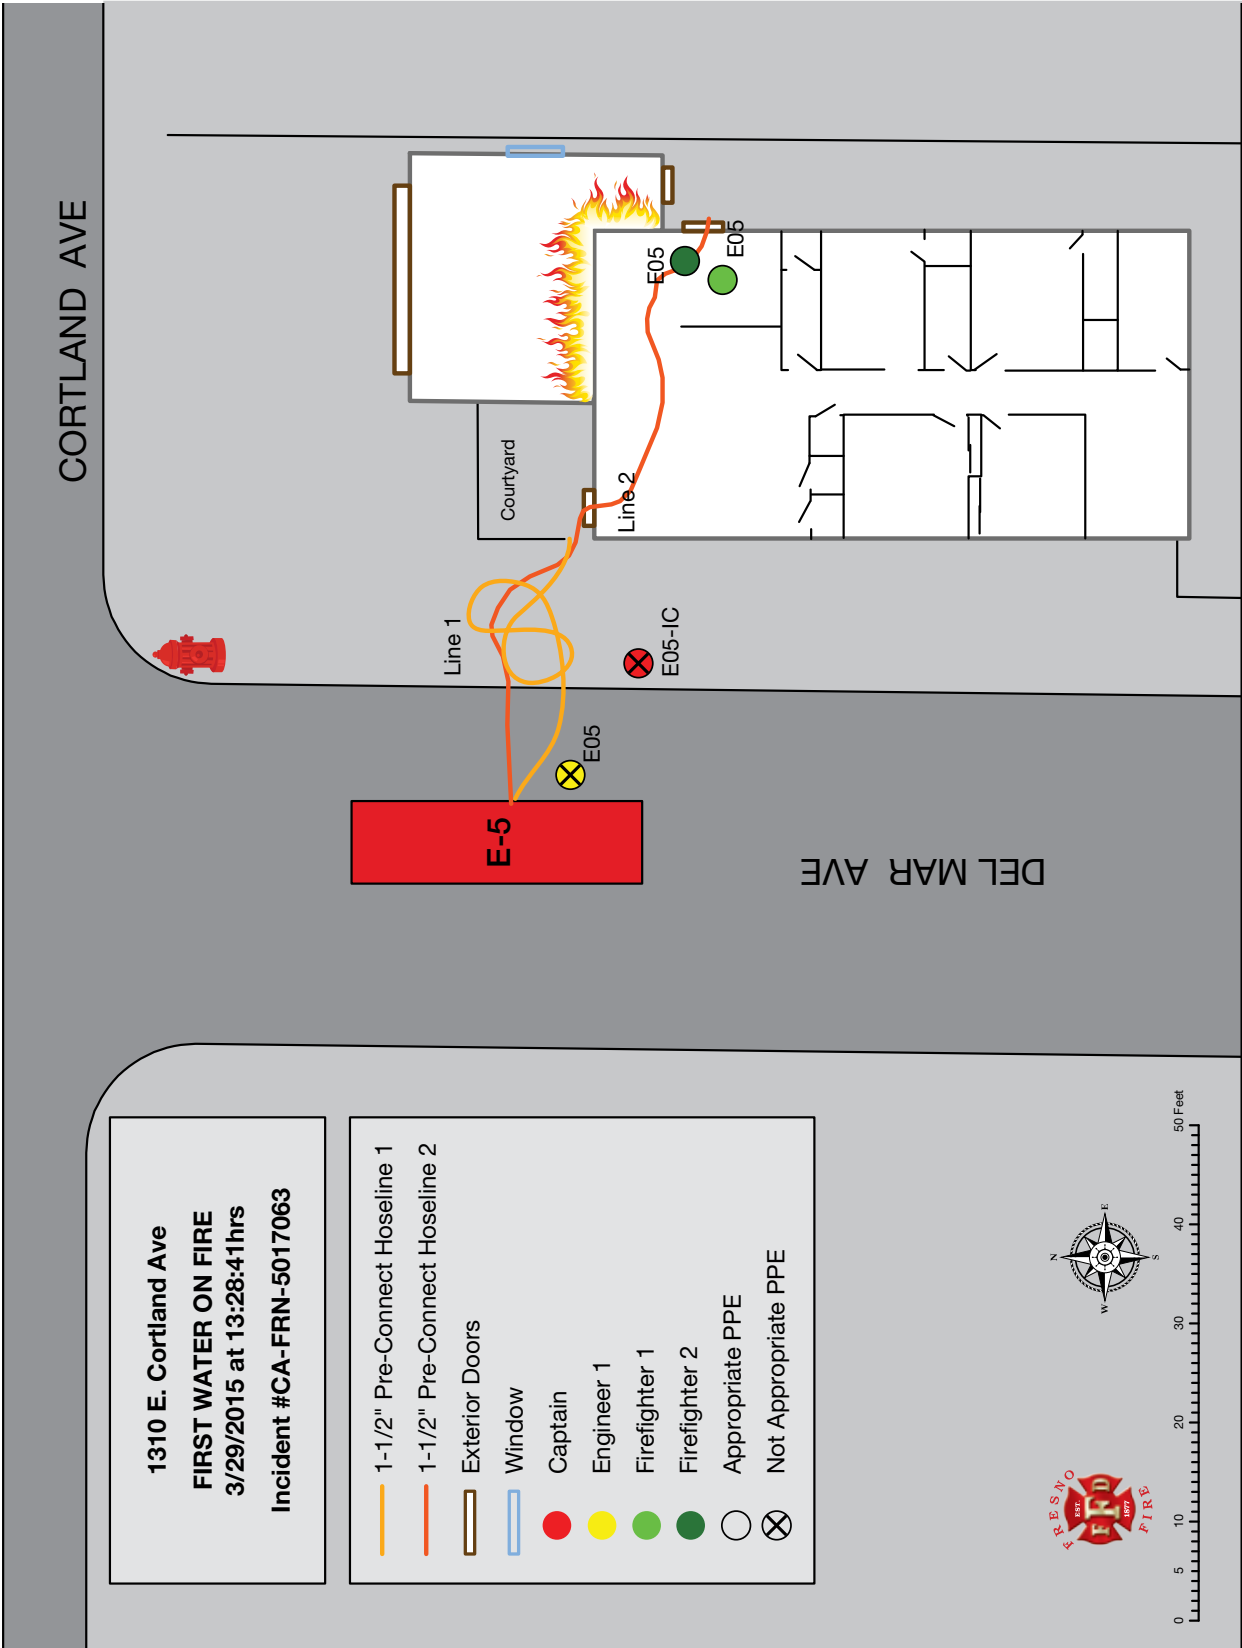 CORTLAND AVE
Courtyard
E05
E05
Line 2
Line 1
E05-IC
E05
E-5
DEL MAR AVE
1310 E. Cortland Ave
FIRST WATER ON FIRE
3/29/2015 at 13:28:41hrs
Incident #CA-FRN-5017063
1-1/2" Pre-Connect Hoseline 1
1-1/2" Pre-Connect Hoseline 2
Exterior Doors
Window
Captain
Engineer 1
Firefighter 1
Firefighter 2
Appropriate PPE
Not Appropriate PPE
N
W E
S
FRESNO
EST.
FFD
1877
FIRE
0 5 10 20 30 40 50 Feet